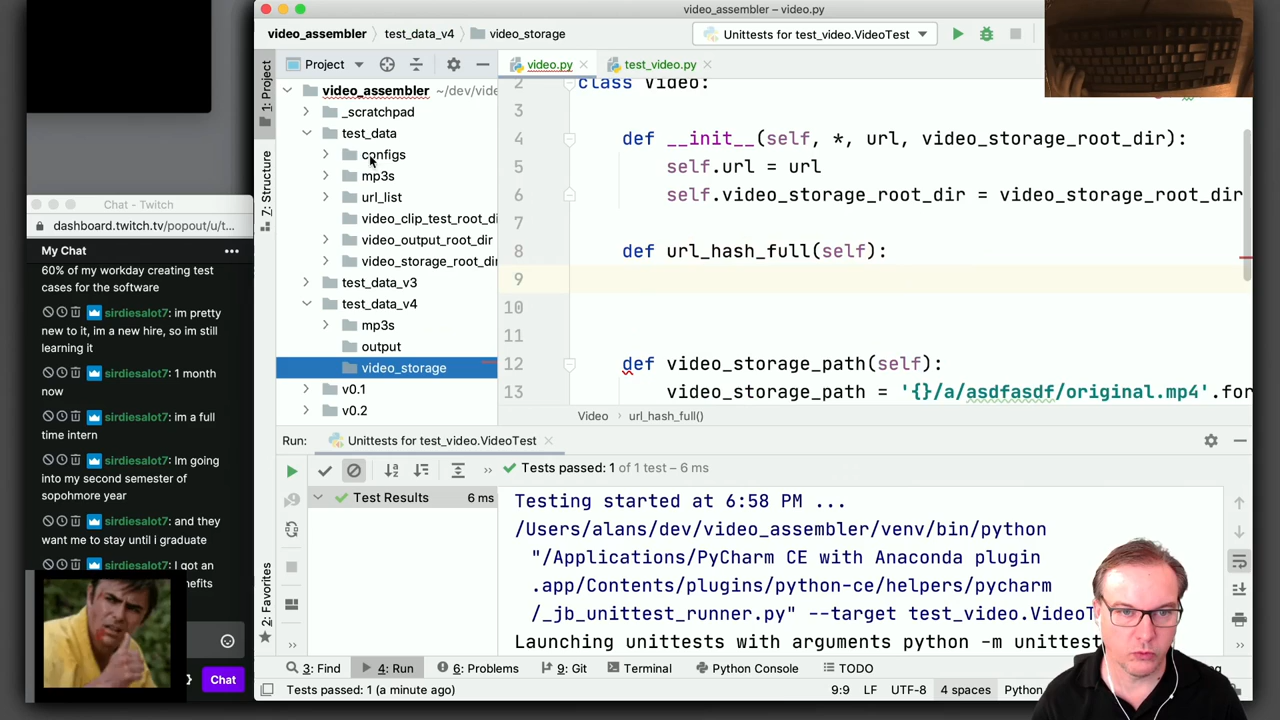 video_assembler – video.py
video_assembler
test_data_v4
video_storage
Unittests for test_video.VideoTest
1: Project
7: Structure
2: Favorites
Project
video.py
test_video.py
video_assembler ~/dev/vide
_scratchpad
test_data
configs
mp3s
url_list
video_clip_test_root_di
video_output_root_dir
video_storage_root_di
test_data_v3
test_data_v4
mp3s
output
video_storage
v0.1
v0.2
2 class Video:
3
4 def __init__(self, *, url, video_storage_root_dir):
5 self.url = url
6 self.video_storage_root_dir = video_storage_root_dir
7
8 def url_hash_full(self):
9
10
11
12 def video_storage_path(self):
13 video_storage_path = '{}/a/asdfasdf/original.mp4'.for
Video
url_hash_full()
Run:
Unittests for test_video.VideoTest
Tests passed: 1 of 1 test – 6 ms
Test Results 6 ms
Testing started at 6:58 PM ...
/Users/alans/dev/video_assembler/venv/bin/python
"/Applications/PyCharm CE with Anaconda plugin
.app/Contents/plugins/python-ce/helpers/pycharm
/_jb_unittest_runner.py" --target test_video.VideoT
Launching unittests with arguments python -m unittest
3: Find
4: Run
6: Problems
9: Git
Terminal
Python Console
TODO
Tests passed: 1 (a minute ago)
9:9 LF UTF-8 4 spaces Python
Chat - Twitch
dashboard.twitch.tv/popout/u/t...
My Chat
60% of my workday creating test
cases for the software
sirdiesalot7: im pretty
new to it, im a new hire, so im still
learning it
sirdiesalot7: 1 month
now
sirdiesalot7: im a full
time intern
sirdiesalot7: Im going
into my second semester of
sopohmore year
sirdiesalot7: and they
want me to stay until i graduate
sirdiesalot7: I got an
nefits
Chat